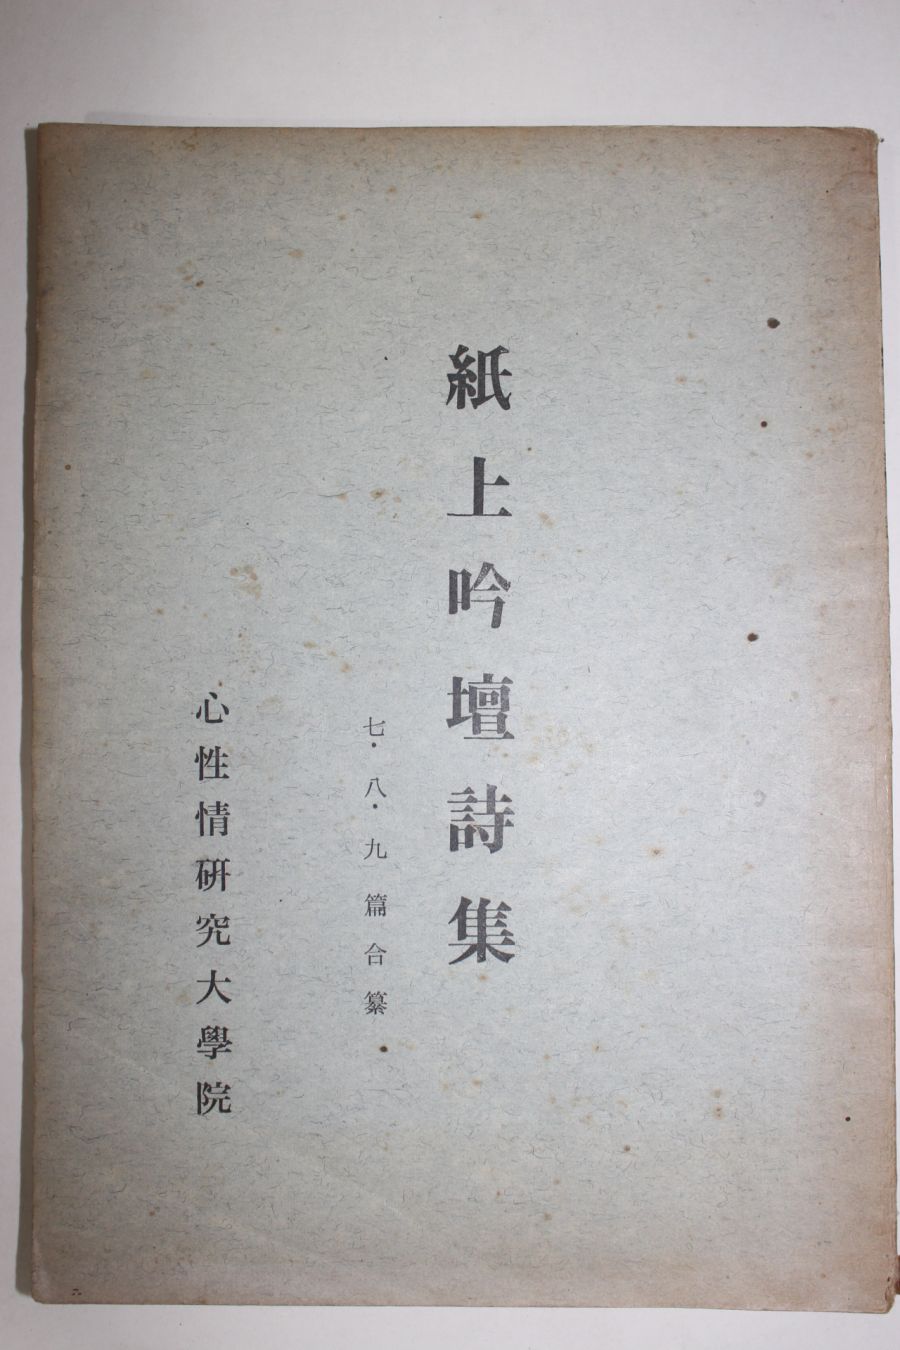 紙上吟壇詩集
七·八·九篇合纂
心性情硏究大學院